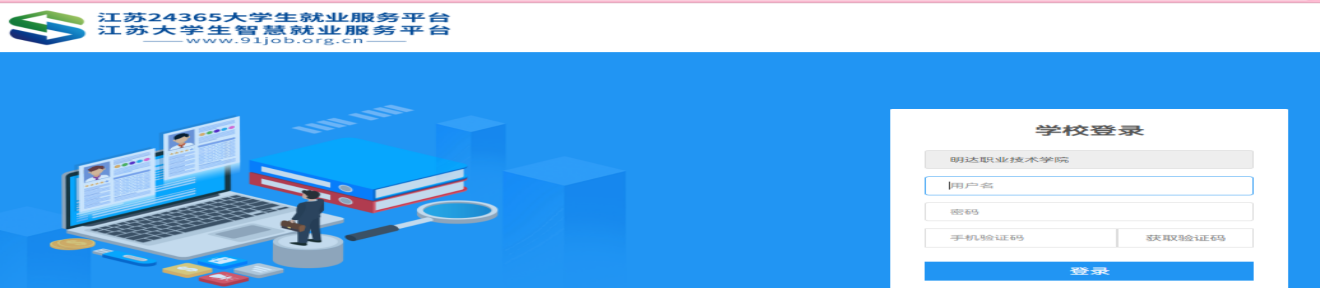 江苏24365大学生就业服务平台
江苏大学生智慧就业服务平台
www.91job.org.cn
学校登录
明达职业技术学院
用户名
密码
手机验证码 获取验证码
登录